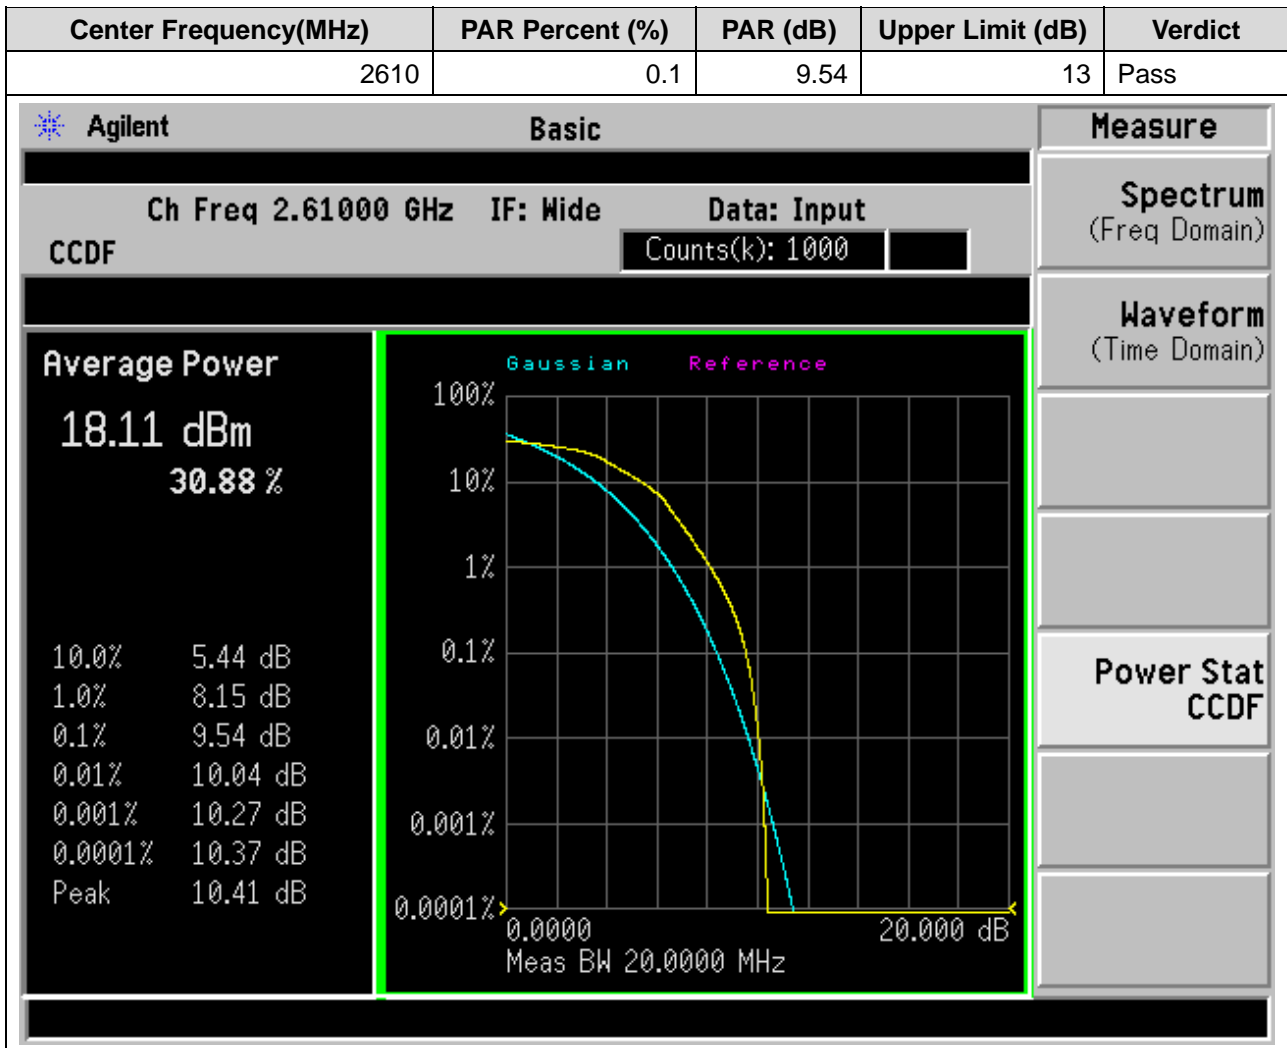 Center Frequency(MHz) PAR Percent (%) PAR (dB) Upper Limit (dB) Verdict
2610 0.1 9.54 13 Pass
Agilent Basic Measure
Ch Freq 2.61000 GHz IF: Wide Data: Input
CCDF Counts(k): 1000
Average Power
18.11 dBm
30.88 %
10.0% 5.44 dB
1.0% 8.15 dB
0.1% 9.54 dB
0.01% 10.04 dB
0.001% 10.27 dB
0.0001% 10.37 dB
Peak 10.41 dB
Gaussian Reference
100%
10%
1%
0.1%
0.01%
0.001%
0.0001%
0.0000 20.000 dB
Meas BW 20.0000 MHz
Spectrum
(Freq Domain)
Waveform
(Time Domain)
Power Stat
CCDF